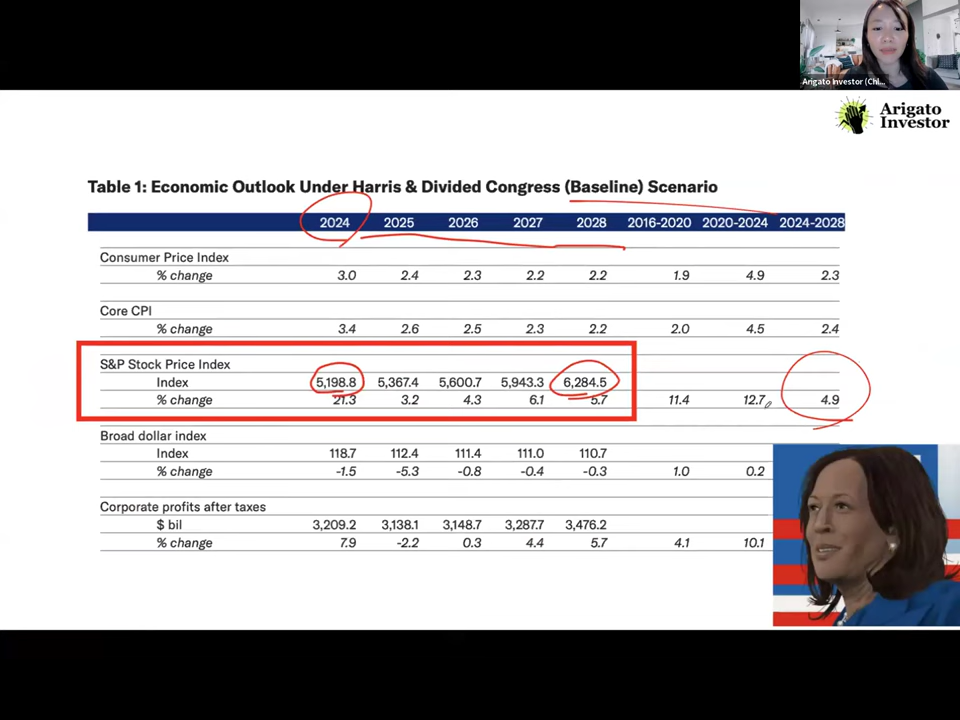 Arigato Investor (Chl...
Arigato
Investor
Table 1: Economic Outlook Under Harris & Divided Congress (Baseline) Scenario
2024 2025 2026 2027 2028 2016-2020 2020-2024 2024-2028
Consumer Price Index
% change 3.0 2.4 2.3 2.2 2.2 1.9 4.9 2.3
Core CPI
% change 3.4 2.6 2.5 2.3 2.2 2.0 4.5 2.4
S&P Stock Price Index
Index 5,198.8 5,367.4 5,600.7 5,943.3 6,284.5
% change 21.3 3.2 4.3 6.1 5.7 11.4 12.7 4.9
Broad dollar index
Index 118.7 112.4 111.4 111.0 110.7
% change -1.5 -5.3 -0.8 -0.4 -0.3 1.0 0.2
Corporate profits after taxes
$ bil 3,209.2 3,138.1 3,148.7 3,287.7 3,476.2
% change 7.9 -2.2 0.3 4.4 5.7 4.1 10.1